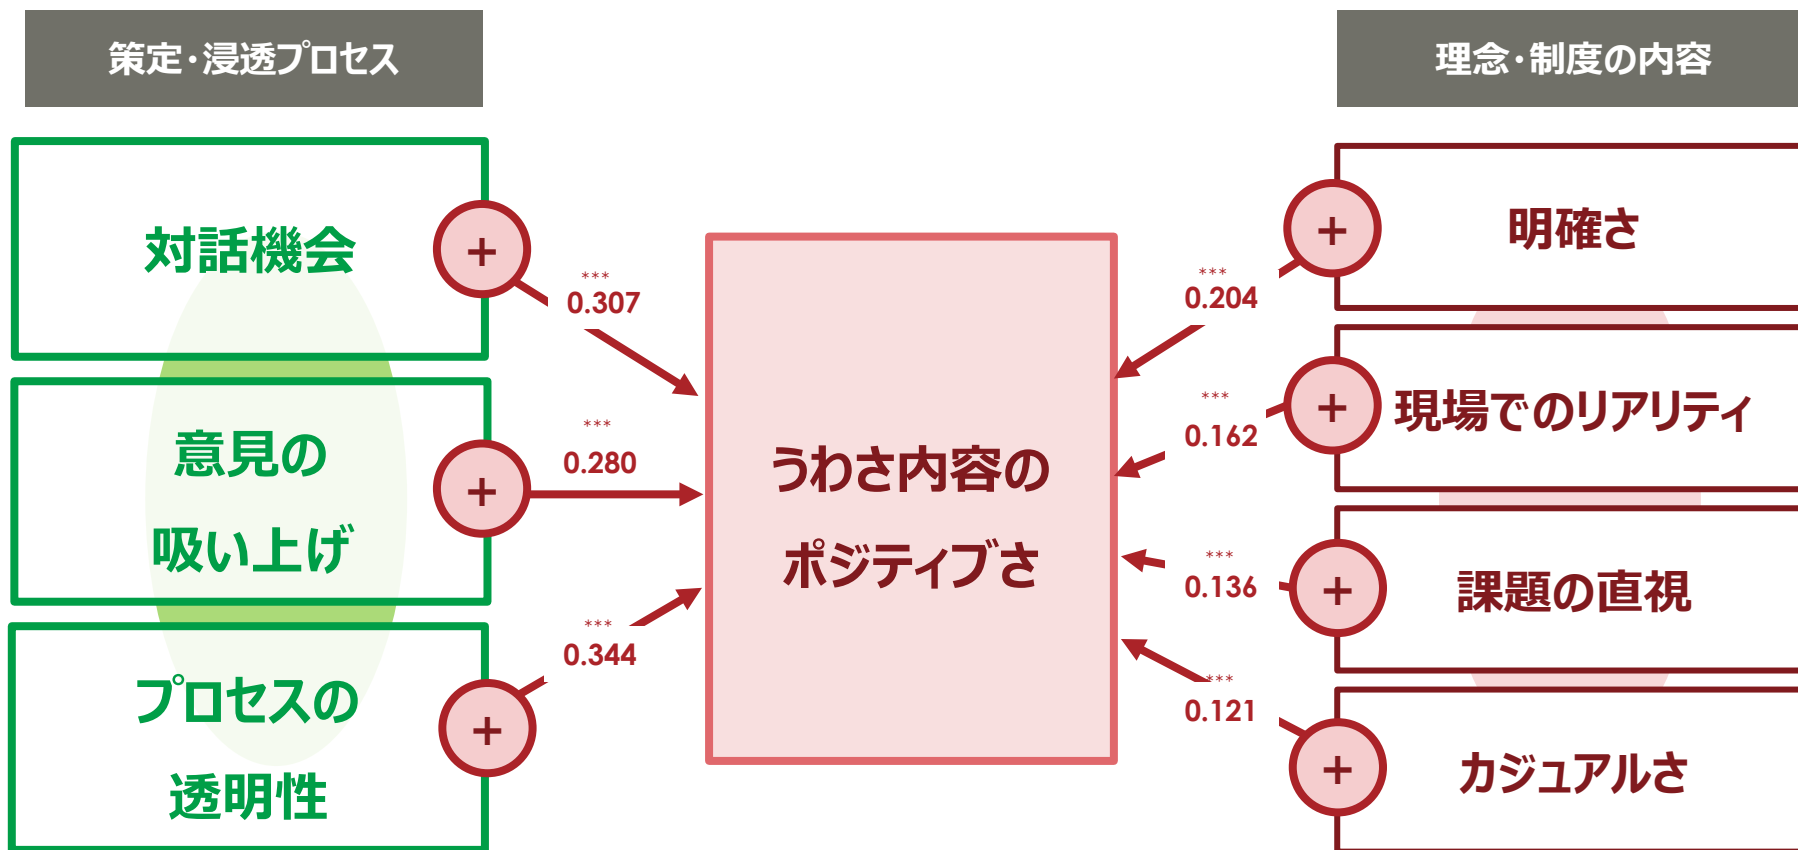 策定・浸透プロセス
対話機会
+
***
0.307
意見の
吸い上げ
+
***
0.280
プロセスの
透明性
+
***
0.344
うわさ内容の
ポジティブさ
理念・制度の内容
明確さ
+
***
0.204
現場でのリアリティ
+
***
0.162
課題の直視
+
***
0.136
カジュアルさ
+
***
0.121